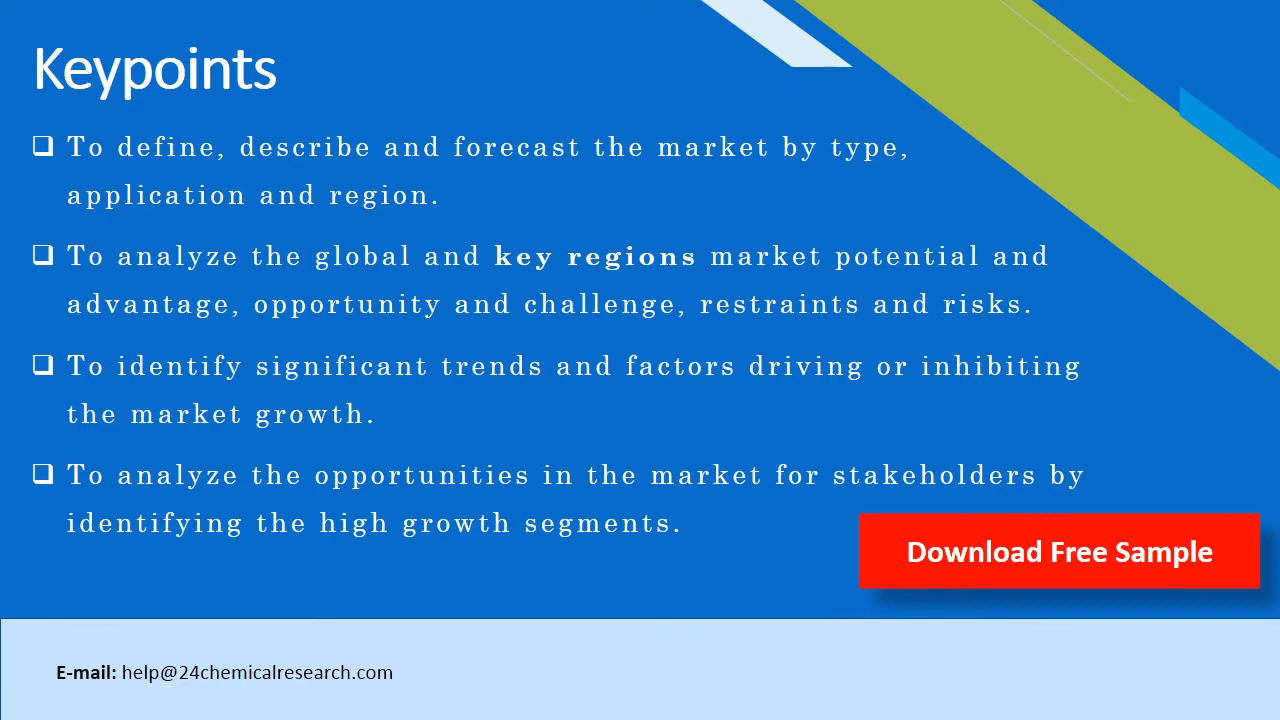 Keypoints
❑ To define, describe and forecast the market by type,
application and region.
❑ To analyze the global and key regions market potential and
advantage, opportunity and challenge, restraints and risks.
❑ To identify significant trends and factors driving or inhibiting
the market growth.
❑ To analyze the opportunities in the market for stakeholders by
identifying the high growth segments.
Download Free Sample
E-mail: help@24chemicalresearch.com